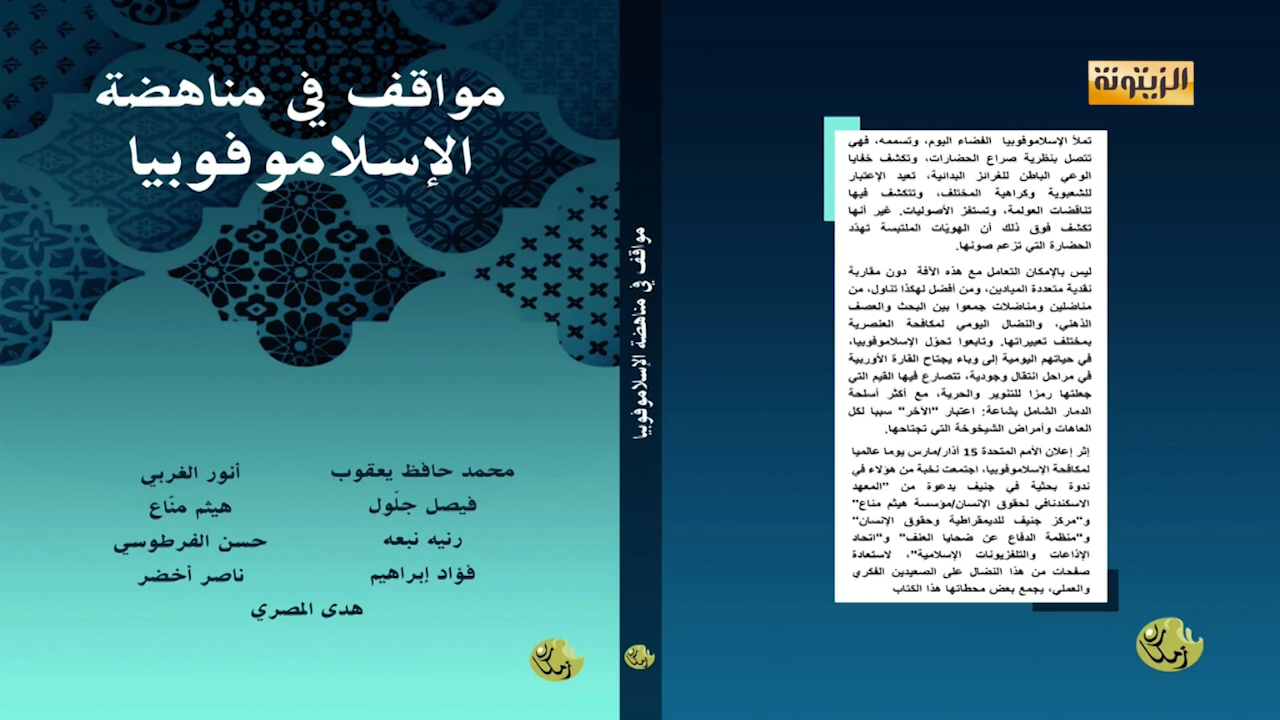 مواقف في مناهضة
الإسلاموفوبيا
محمد حافظ يعقوب
أنور الغربي
فيصل جلّول
هيثم منّاع
رنيه نبعه
حسن الفرطوسي
فؤاد إبراهيم
ناصر أخضر
هدى المصري
زمكان
مواقف في مناهضة الإسلاموفوبيا
زمكان
الزيتونة
تملأ الإسلاموفوبيا الفضاء اليوم، وتسممه، فهي
تتصل بنظرية صراع الحضارات، وتكشف خفايا
الوعي الباطن للغرائز البدائية، تعيد الإعتبار
للشعبوية وكراهية المختلف، وتتكشف فيها
تناقضات العولمة، وتستفز الأصوليات. غير أنها
تكشف فوق ذلك أن الهويّات الملتبسة تهدّد
الحضارة التي تزعم صونها.
ليس بالإمكان التعامل مع هذه الآفة دون مقاربة
نقدية متعددة الميادين، ومن أفضل لهكذا تناول، من
مناضلين ومناضلات جمعوا بين البحث والعصف
الذهني، والنضال اليومي لمكافحة العنصرية
بمختلف تعبيراتها. وتابعوا تحوّل الإسلاموفوبيا،
في حياتهم اليومية إلى وباء يجتاح القارة الأوربية
في مراحل انتقال وجودية، تتصارع فيها القيم التي
جعلتها رمزا للتنوير والحرية، مع أكثر أسلحة
الدمار الشامل بشاعة: اعتبار "الآخر" سببا لكل
العاهات وأمراض الشيخوخة التي تجتاحها.
إثر إعلان الأمم المتحدة 15 آذار/مارس يوما عالميا
لمكافحة الإسلاموفوبيا، اجتمعت نخبة من هؤلاء في
ندوة بحثية في جنيف بدعوة من "المعهد
الاسكندنافي لحقوق الإنسان/مؤسسة هيثم مناع"
و"مركز جنيف للديمقراطية وحقوق الإنسان"
و"منظمة الدفاع عن ضحايا العنف" و"اتحاد
الإذاعات والتلفزيونات الإسلامية"، لاستعادة
صفحات من هذا النضال على الصعيدين الفكري
والعملي، يجمع بعض محطاتها هذا الكتاب
زمكان